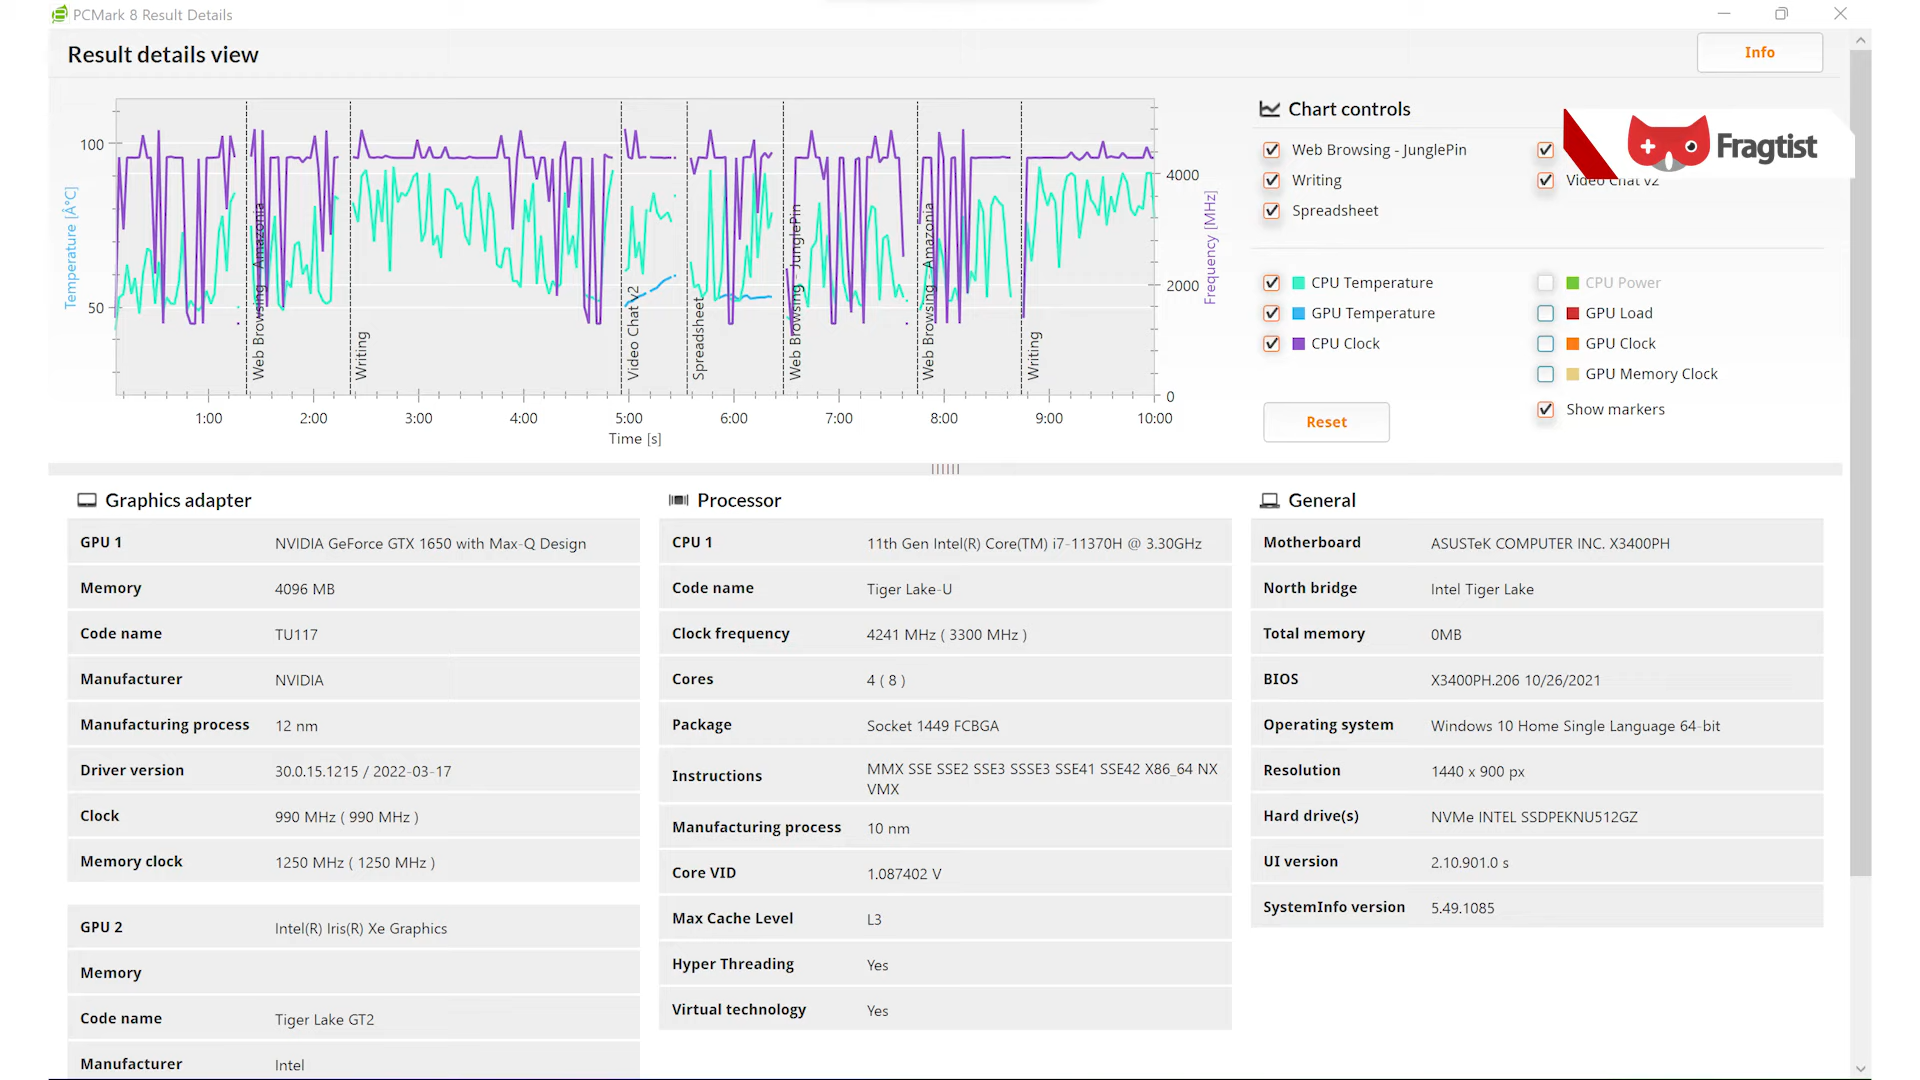 PCMark 8 Result Details
Result details view
Info
Temperature [Å°C]
100
50
Web Browsing - Amazonia
Writing
Video Chat v2
Spreadsheet
Web Browsing - JunglePin
Web Browsing - Amazonia
Writing
4000
2000
0
Frequency [MHz]
1:00 2:00 3:00 4:00 5:00 6:00 7:00 8:00 9:00 10:00
Time [s]
Chart controls
Fragtist
Web Browsing - JunglePin
Writing
Video Chat v2
Spreadsheet
CPU Temperature
CPU Power
GPU Temperature
GPU Load
CPU Clock
GPU Clock
GPU Memory Clock
Show markers
Reset
Graphics adapter
GPU 1 NVIDIA GeForce GTX 1650 with Max-Q Design
Memory 4096 MB
Code name TU117
Manufacturer NVIDIA
Manufacturing process 12 nm
Driver version 30.0.15.1215 / 2022-03-17
Clock 990 MHz ( 990 MHz )
Memory clock 1250 MHz ( 1250 MHz )
GPU 2 Intel(R) Iris(R) Xe Graphics
Memory
Code name Tiger Lake GT2
Manufacturer Intel
Processor
CPU 1 11th Gen Intel(R) Core(TM) i7-11370H @ 3.30GHz
Code name Tiger Lake-U
Clock frequency 4241 MHz ( 3300 MHz )
Cores 4 ( 8 )
Package Socket 1449 FCBGA
Instructions MMX SSE SSE2 SSE3 SSSE3 SSE41 SSE42 X86_64 NX
VMX
Manufacturing process 10 nm
Core VID 1.087402 V
Max Cache Level L3
Hyper Threading Yes
Virtual technology Yes
General
Motherboard ASUSTeK COMPUTER INC. X3400PH
North bridge Intel Tiger Lake
Total memory 0MB
BIOS X3400PH.206 10/26/2021
Operating system Windows 10 Home Single Language 64-bit
Resolution 1440 x 900 px
Hard drive(s) NVMe INTEL SSDPEKNU512GZ
UI version 2.10.901.0 s
SystemInfo version 5.49.1085